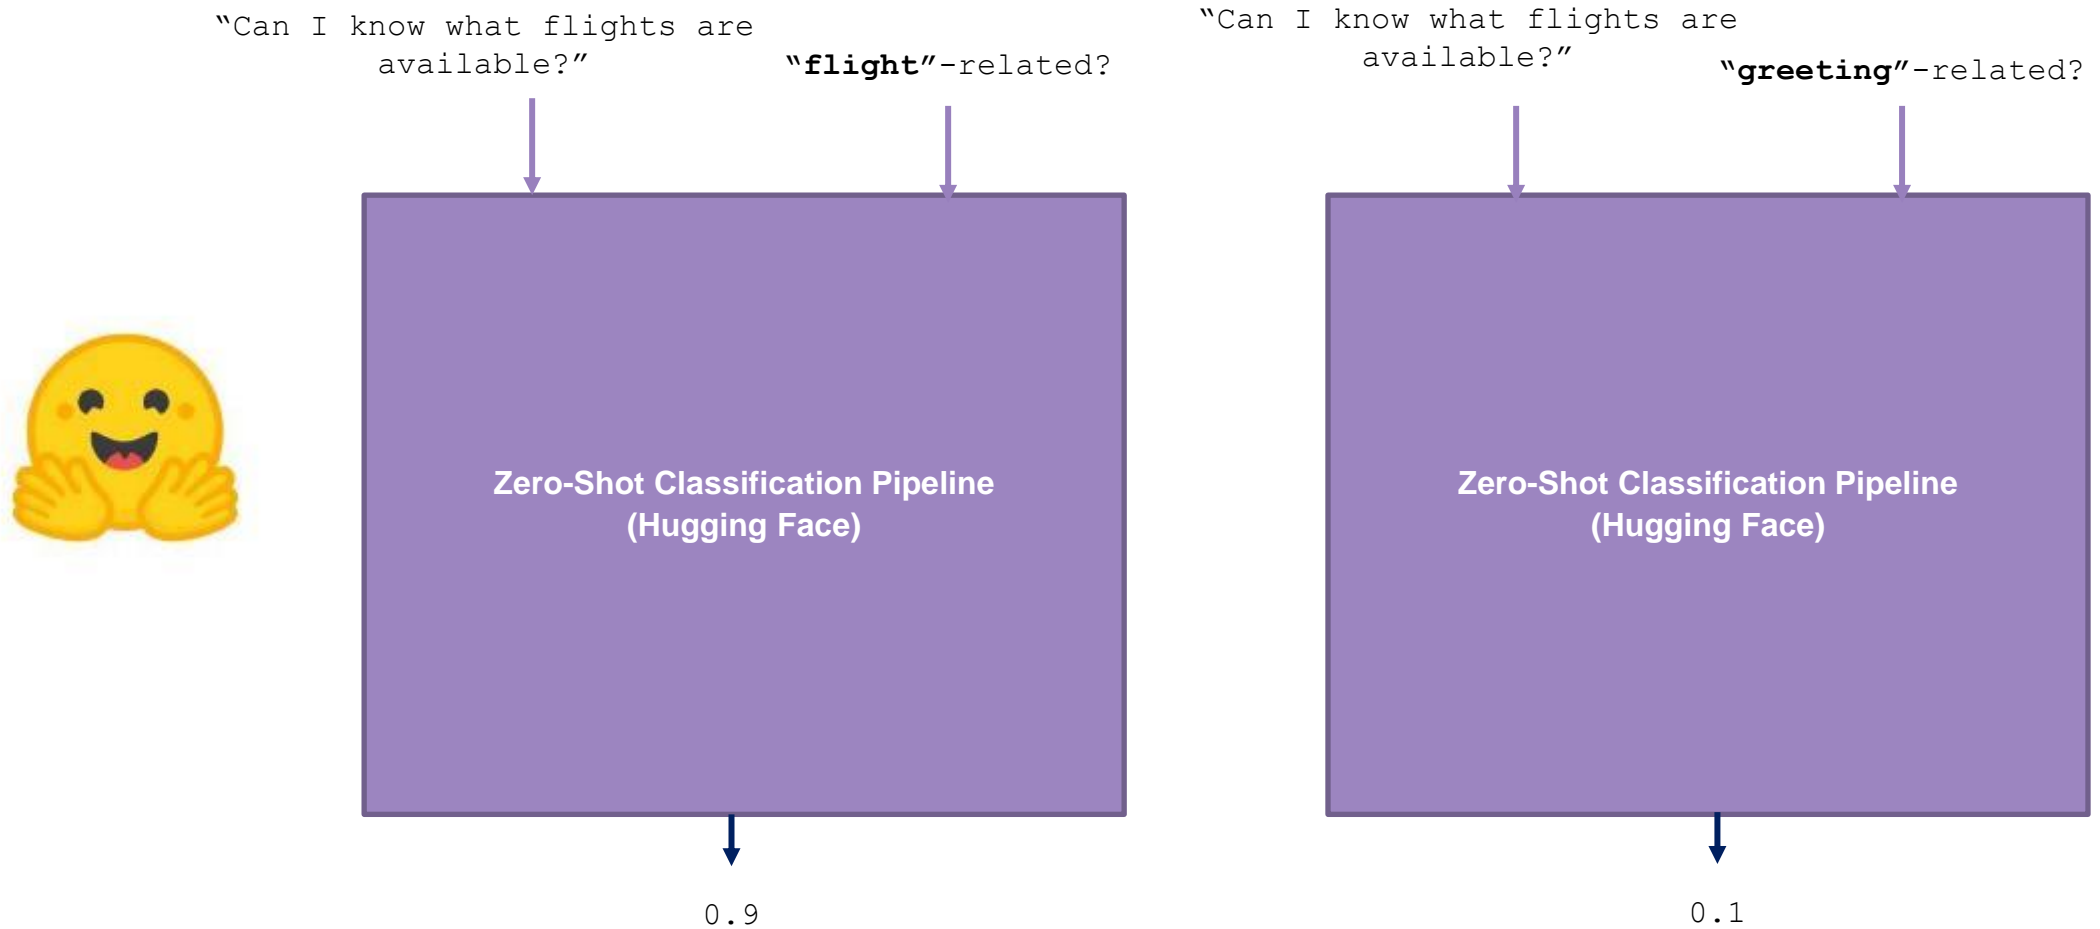 “Can I know what flights are
available?”
“flight”-related?
Zero-Shot Classification Pipeline
(Hugging Face)
0.9
“Can I know what flights are
available?”
“greeting”-related?
Zero-Shot Classification Pipeline
(Hugging Face)
0.1